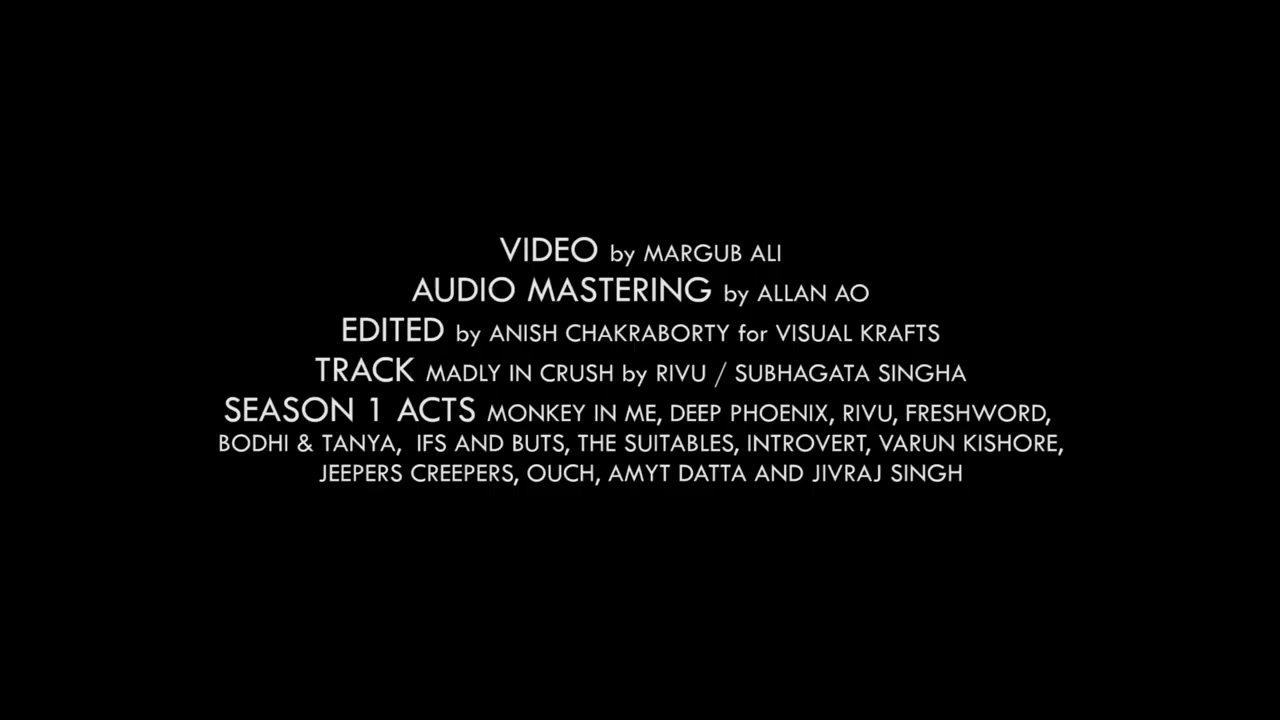 VIDEO by MARGUB ALI
AUDIO MASTERING by ALLAN AO
EDITED by ANISH CHAKRABORTY for VISUAL KRAFTS
TRACK MADLY IN CRUSH by RIVU / SUBHAGATA SINGHA
SEASON 1 ACTS MONKEY IN ME, DEEP PHOENIX, RIVU, FRESHWORD,
BODHI & TANYA, IFS AND BUTS, THE SUITABLES, INTROVERT, VARUN KISHORE,
JEEPERS CREEPERS, OUCH, AMYT DATTA AND JIVRAJ SINGH